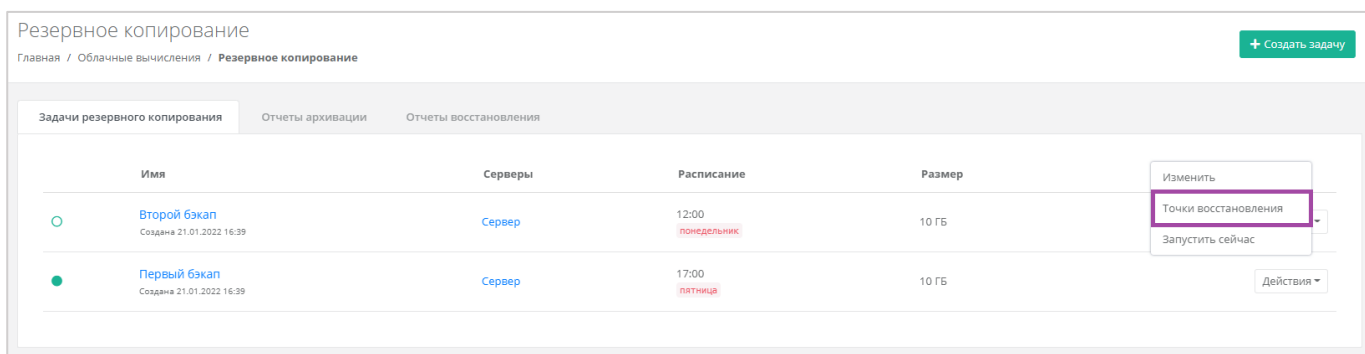 Резервное копирование
+ Создать задачу
Главная / Облачные вычисления / Резервное копирование
Задачи резервного копирования Отчеты архивации Отчеты восстановления
Имя Серверы Расписание Размер
Изменить
Точки восстановления
Запустить сейчас
Второй бэкап Сервер 12:00 10 ГБ
Создана 21.01.2022 16:39 понедельник
Первый бэкап Сервер 17:00 10 ГБ Действия
Создана 21.01.2022 16:39 пятница